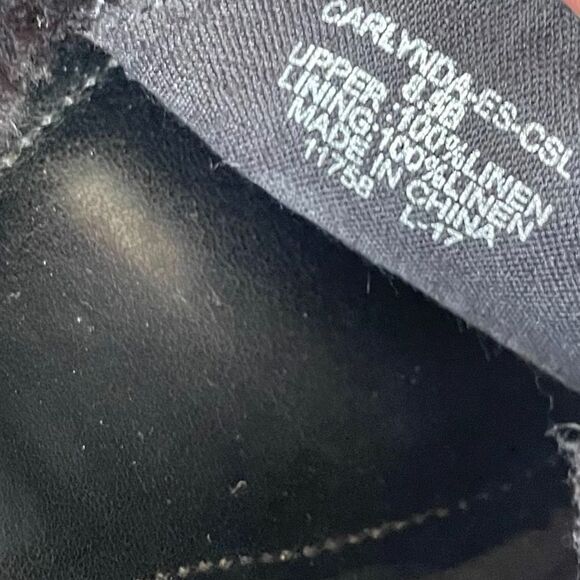 CARLYNDA-ES-CSL
8.5B
UPPER :100%LINEN
LINING:100%LINEN
MADE IN CHINA
11758 L-17